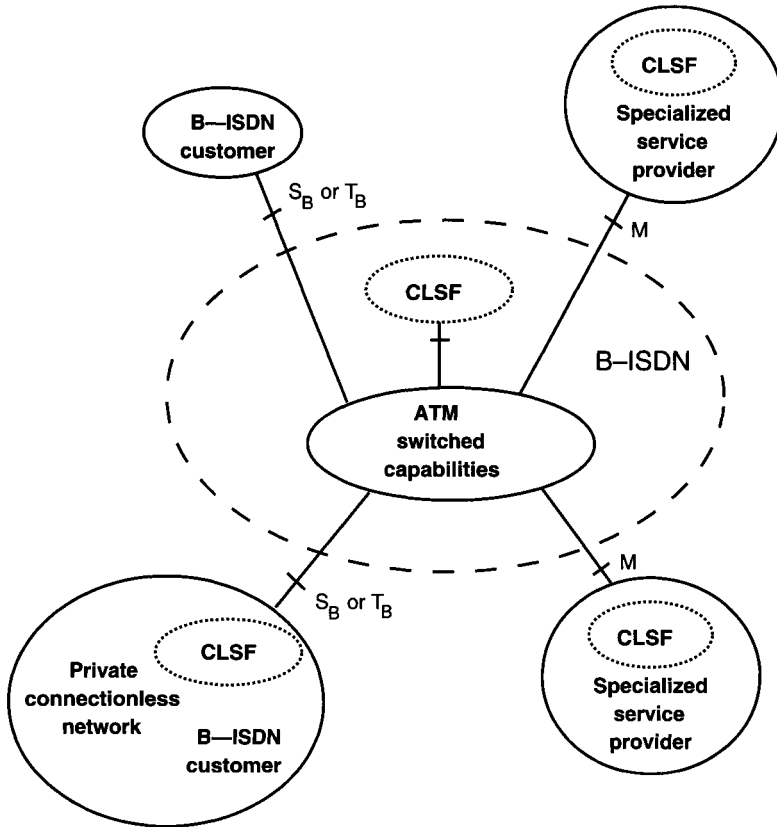 CLSF
Specialized
service
provider
B—ISDN
customer
S_B or T_B
M
CLSF
B–ISDN
ATM
switched
capabilities
M
S_B or T_B
CLSF
Private
connectionless
network
B—ISDN
customer
CLSF
Specialized
service
provider